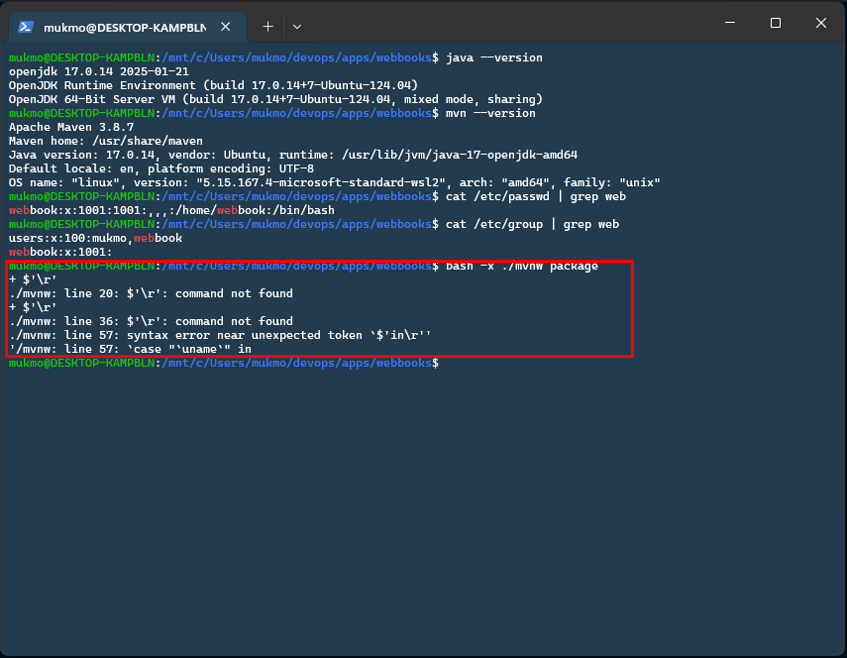 mukmo@DESKTOP-KAMPBLN
mukmo@DESKTOP-KAMPBLN:/mnt/c/Users/mukmo/devops/apps/webbooks$ java --version
openjdk 17.0.14 2025-01-21
OpenJDK Runtime Environment (build 17.0.14+7-Ubuntu-124.04)
OpenJDK 64-Bit Server VM (build 17.0.14+7-Ubuntu-124.04, mixed mode, sharing)
mukmo@DESKTOP-KAMPBLN:/mnt/c/Users/mukmo/devops/apps/webbooks$ mvn --version
Apache Maven 3.8.7
Maven home: /usr/share/maven
Java version: 17.0.14, vendor: Ubuntu, runtime: /usr/lib/jvm/java-17-openjdk-amd64
Default locale: en, platform encoding: UTF-8
OS name: "linux", version: "5.15.167.4-microsoft-standard-wsl2", arch: "amd64", family: "unix"
mukmo@DESKTOP-KAMPBLN:/mnt/c/Users/mukmo/devops/apps/webbooks$ cat /etc/passwd | grep web
webbook:x:1001:1001:,,,:/home/webbook:/bin/bash
mukmo@DESKTOP-KAMPBLN:/mnt/c/Users/mukmo/devops/apps/webbooks$ cat /etc/group | grep web
users:x:100:mukmo,webbook
webbook:x:1001:
mukmo@DESKTOP-KAMPBLN:/mnt/c/Users/mukmo/devops/apps/webbooks$ bash -x ./mvnw package
+ $'\r'
./mvnw: line 20: $'\r': command not found
+ $'\r'
./mvnw: line 36: $'\r': command not found
./mvnw: line 57: syntax error near unexpected token `$'in\r''
'/mvnw: line 57: `case "`uname`" in
mukmo@DESKTOP-KAMPBLN:/mnt/c/Users/mukmo/devops/apps/webbooks$